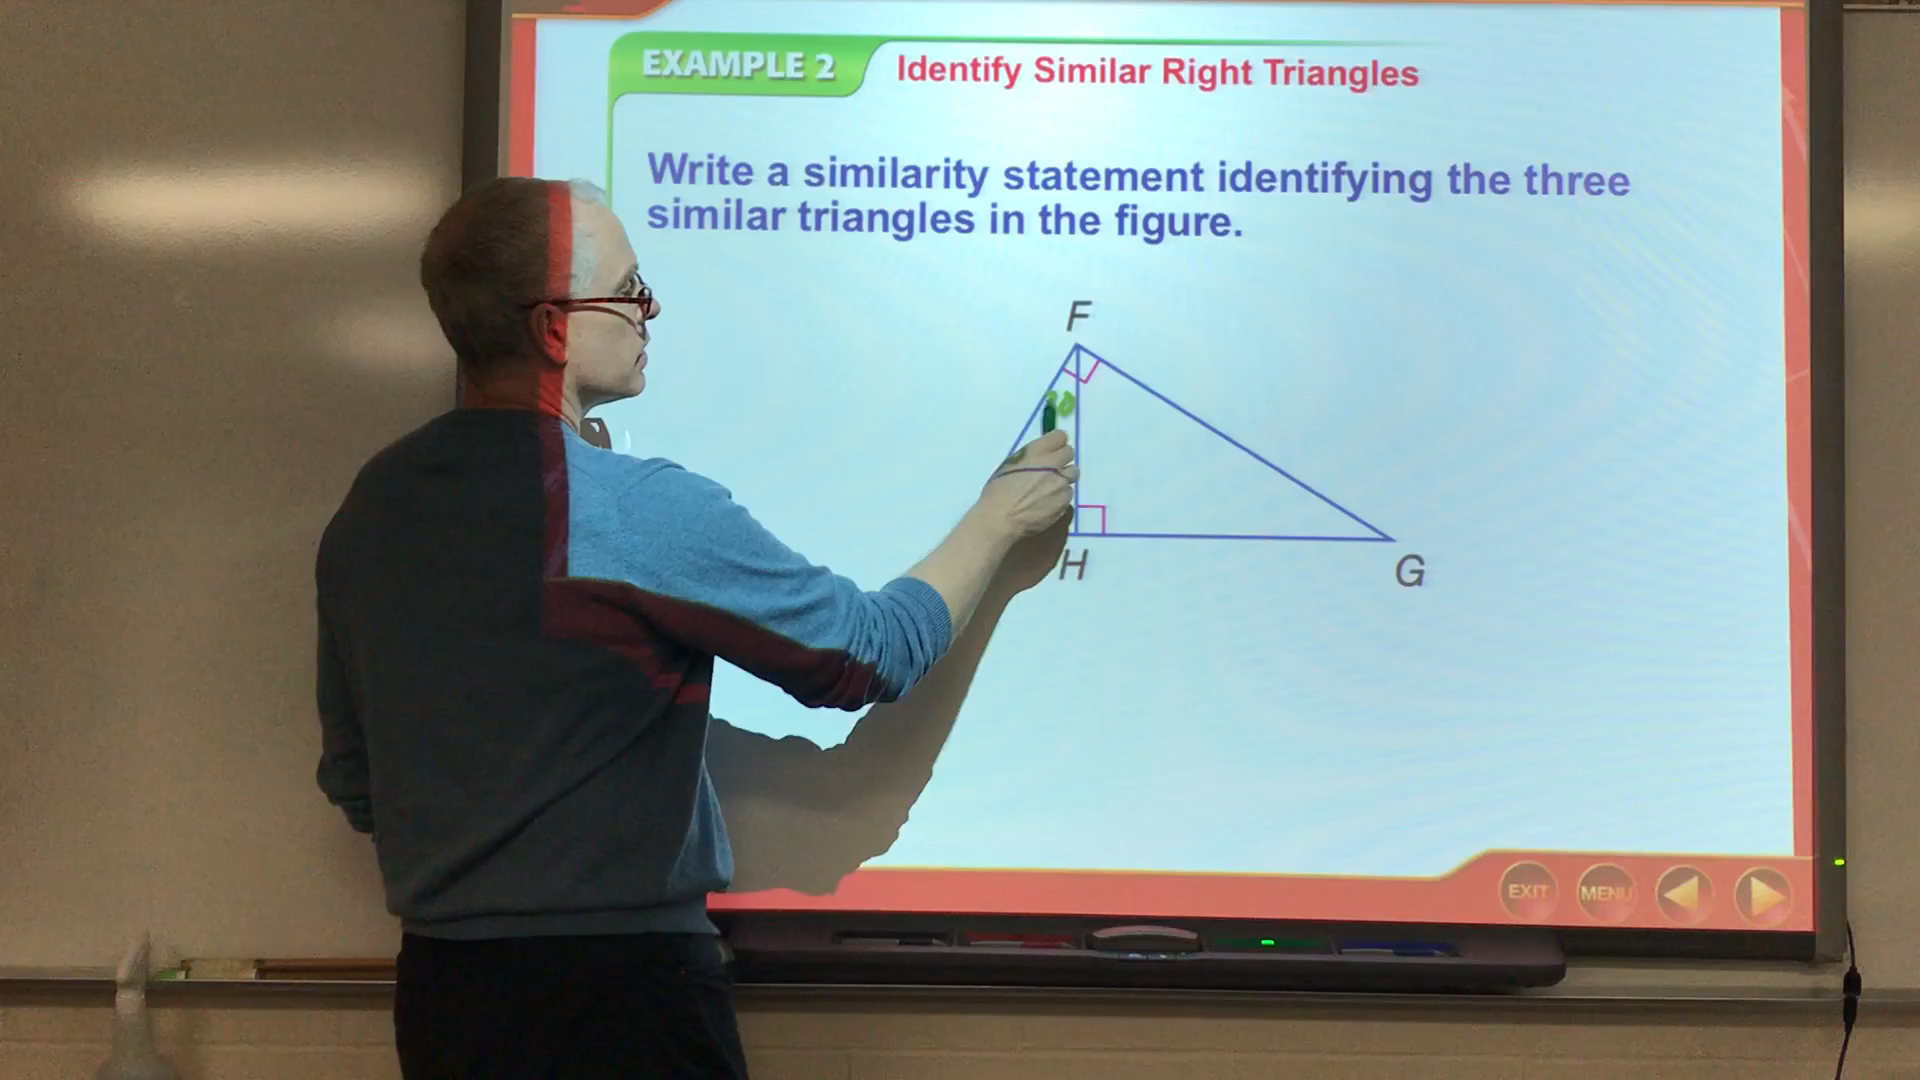 EXAMPLE 2
Identify Similar Right Triangles
Write a similarity statement identifying the three
similar triangles in the figure.
F
H
G
EXIT
MENU